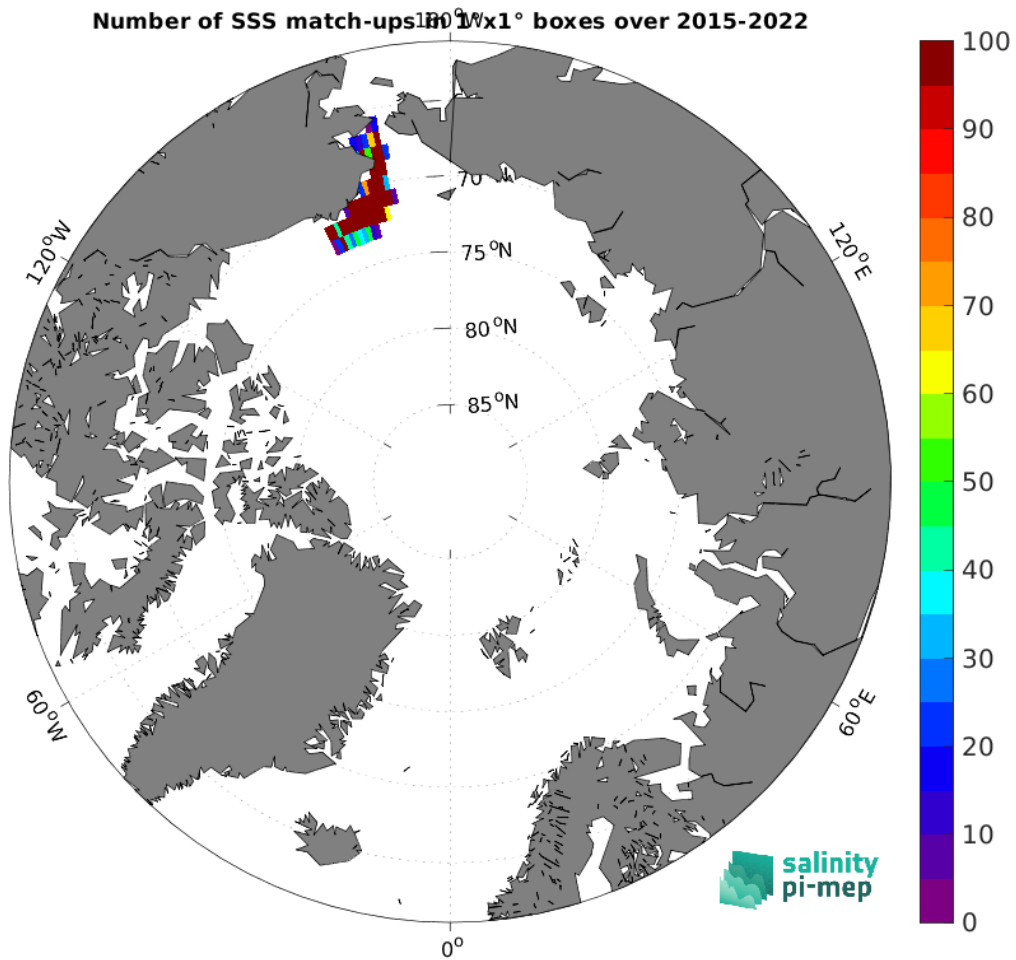 Number of SSS match-ups in 1°x1° boxes over 2015-2022
180°W
100
90
80
70
60
50
40
30
20
10
0
70°N
75°N
80°N
85°N
120°W
120°E
60°W
60°E
0°
salinity
pi-mep